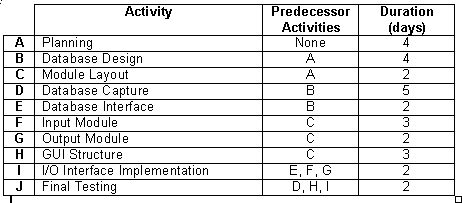 Activity Predecessor Activities Duration (days)
A Planning None 4
B Database Design A 4
C Module Layout A 2
D Database Capture B 5
E Database Interface B 2
F Input Module C 3
G Output Module C 2
H GUI Structure C 3
I I/O Interface Implementation E, F, G 2
J Final Testing D, H, I 2